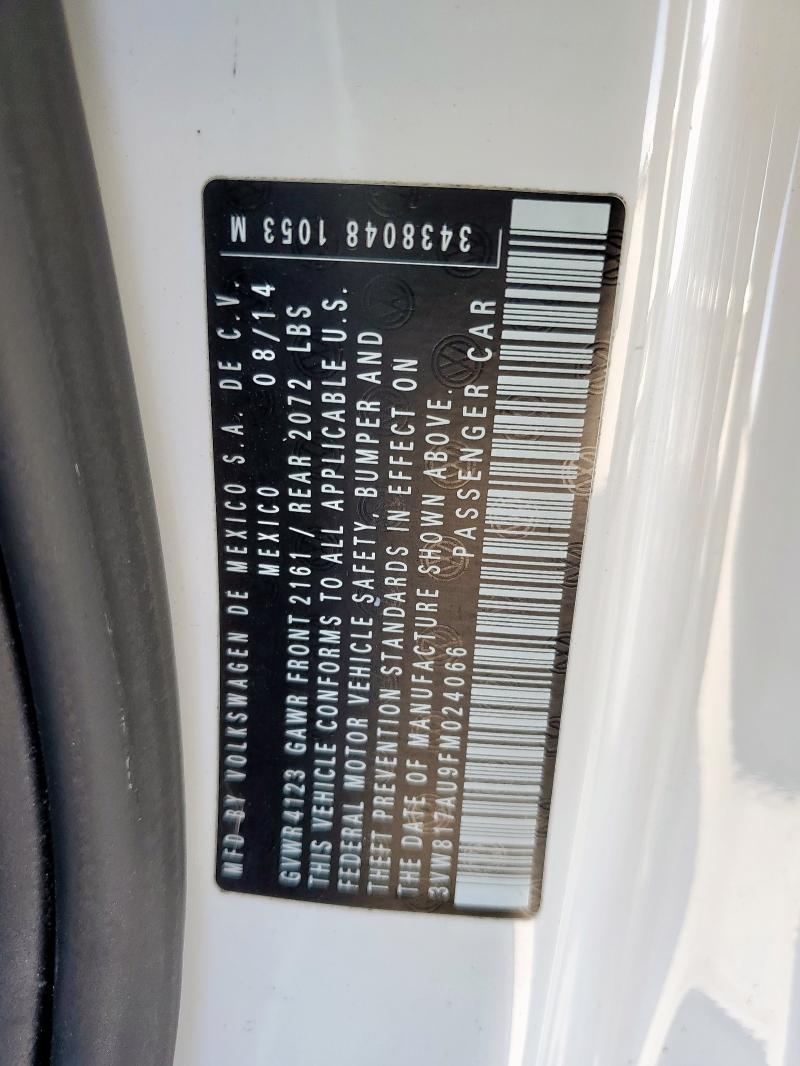 MFD BY VOLKSWAGEN DE MEXICO S.A. DE C.V.
MEXICO 08/14
GVWR 4123 GAWR FRONT 2161 / REAR 2072 LBS
THIS VEHICLE CONFORMS TO ALL APPLICABLE U.S.
FEDERAL MOTOR VEHICLE SAFETY, BUMPER AND
THEFT PREVENTION STANDARDS IN EFFECT ON
THE DATE OF MANUFACTURE SHOWN ABOVE.
3VW817AU9FM024066 PASSENGER CAR
3438048 1053 M